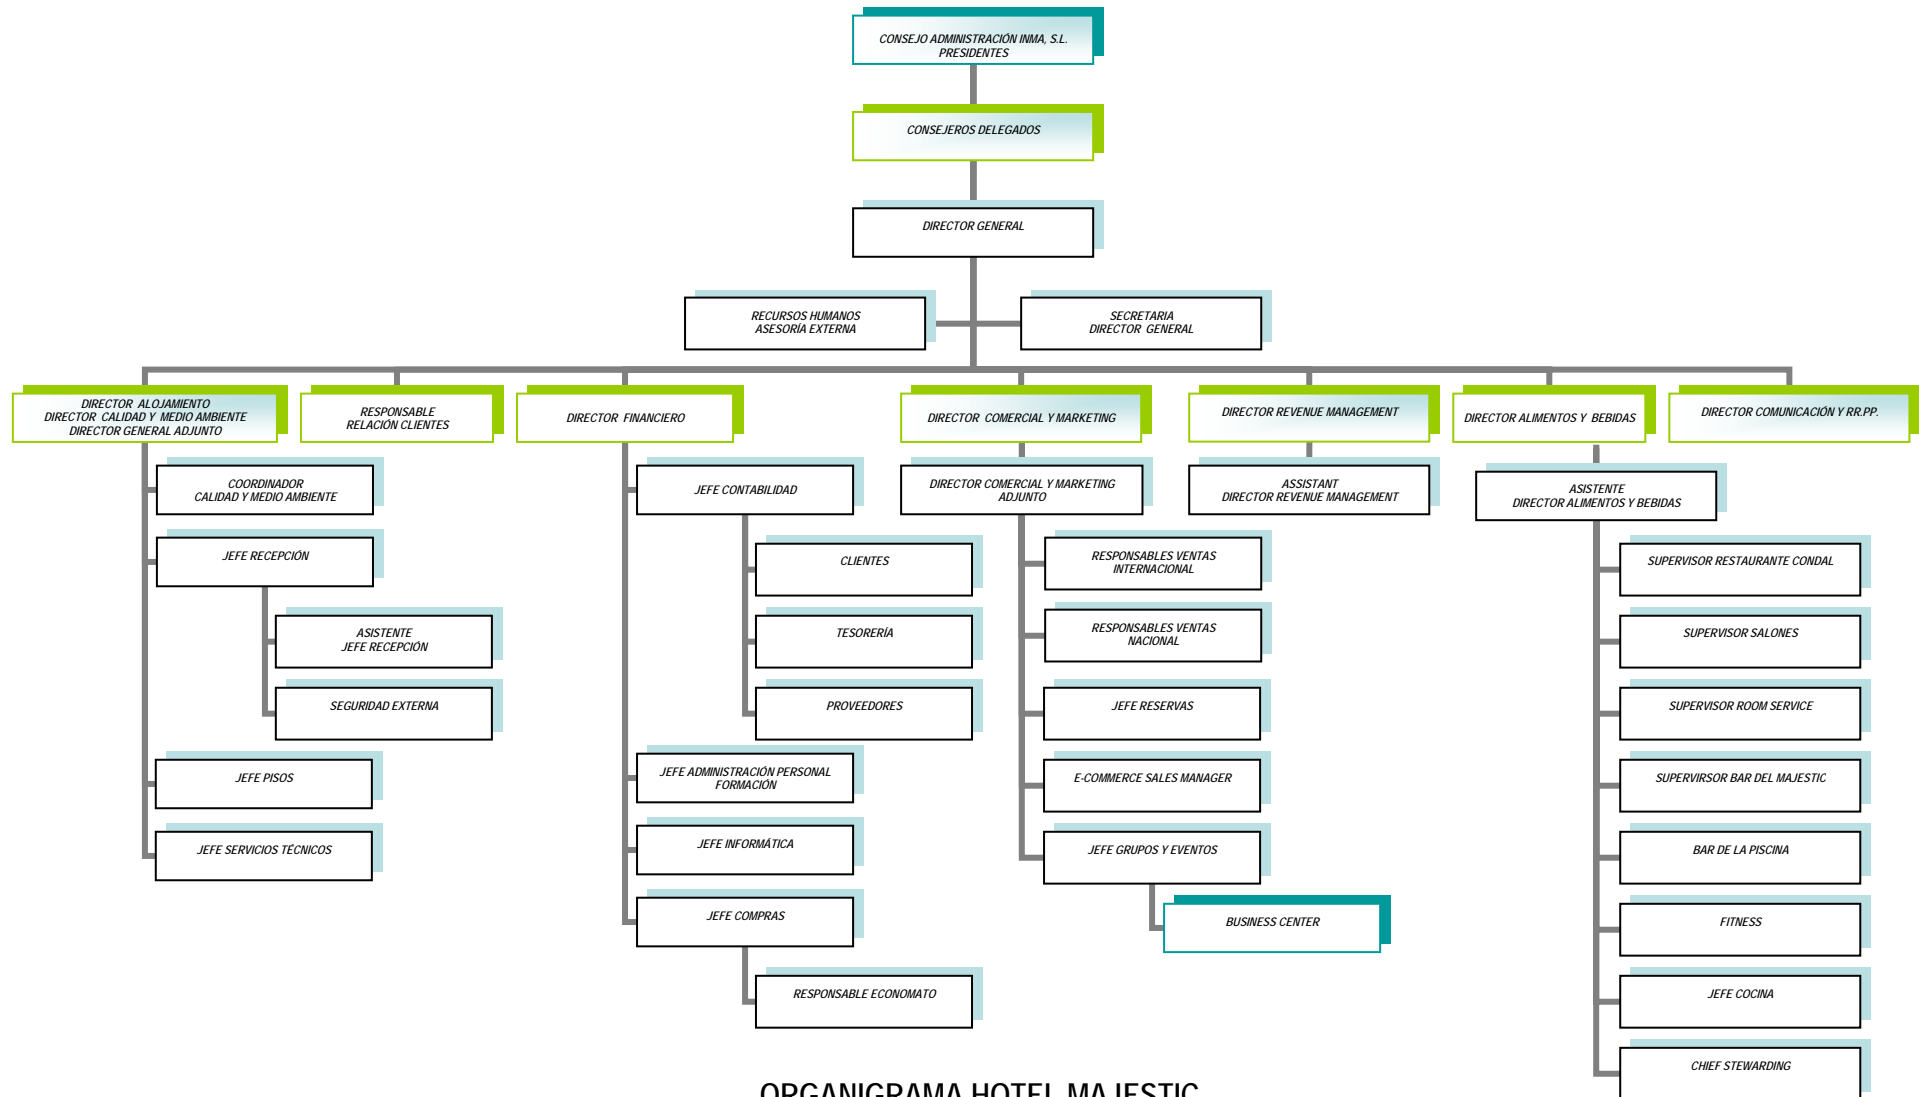 CONSEJO ADMINISTRACIÓN INMA, S.L.
PRESIDENTES
CONSEJEROS DELEGADOS
DIRECTOR GENERAL
RECURSOS HUMANOS
ASESORÍA EXTERNA
SECRETARIA
DIRECTOR GENERAL
DIRECTOR ALOJAMIENTO
DIRECTOR CALIDAD Y MEDIO AMBIENTE
DIRECTOR GENERAL ADJUNTO
RESPONSABLE
RELACIÓN CLIENTES
DIRECTOR FINANCIERO
DIRECTOR COMERCIAL Y MARKETING
DIRECTOR REVENUE MANAGEMENT
DIRECTOR ALIMENTOS Y BEBIDAS
DIRECTOR COMUNICACIÓN Y RR.PP.
COORDINADOR
CALIDAD Y MEDIO AMBIENTE
JEFE RECEPCIÓN
ASISTENTE
JEFE RECEPCIÓN
SEGURIDAD EXTERNA
JEFE PISOS
JEFE SERVICIOS TÉCNICOS
JEFE CONTABILIDAD
CLIENTES
TESORERÍA
PROVEEDORES
JEFE ADMINISTRACIÓN PERSONAL
FORMACIÓN
JEFE INFORMÁTICA
JEFE COMPRAS
RESPONSABLE ECONOMATO
DIRECTOR COMERCIAL Y MARKETING
ADJUNTO
RESPONSABLES VENTAS
INTERNACIONAL
RESPONSABLES VENTAS
NACIONAL
JEFE RESERVAS
E-COMMERCE SALES MANAGER
JEFE GRUPOS Y EVENTOS
BUSINESS CENTER
ASSISTANT
DIRECTOR REVENUE MANAGEMENT
ASISTENTE
DIRECTOR ALIMENTOS Y BEBIDAS
SUPERVISOR RESTAURANTE CONDAL
SUPERVISOR SALONES
SUPERVISOR ROOM SERVICE
SUPERVIRSOR BAR DEL MAJESTIC
BAR DE LA PISCINA
FITNESS
JEFE COCINA
CHIEF STEWARDING
ORGANIGRAMA HOTEL MAJESTIC